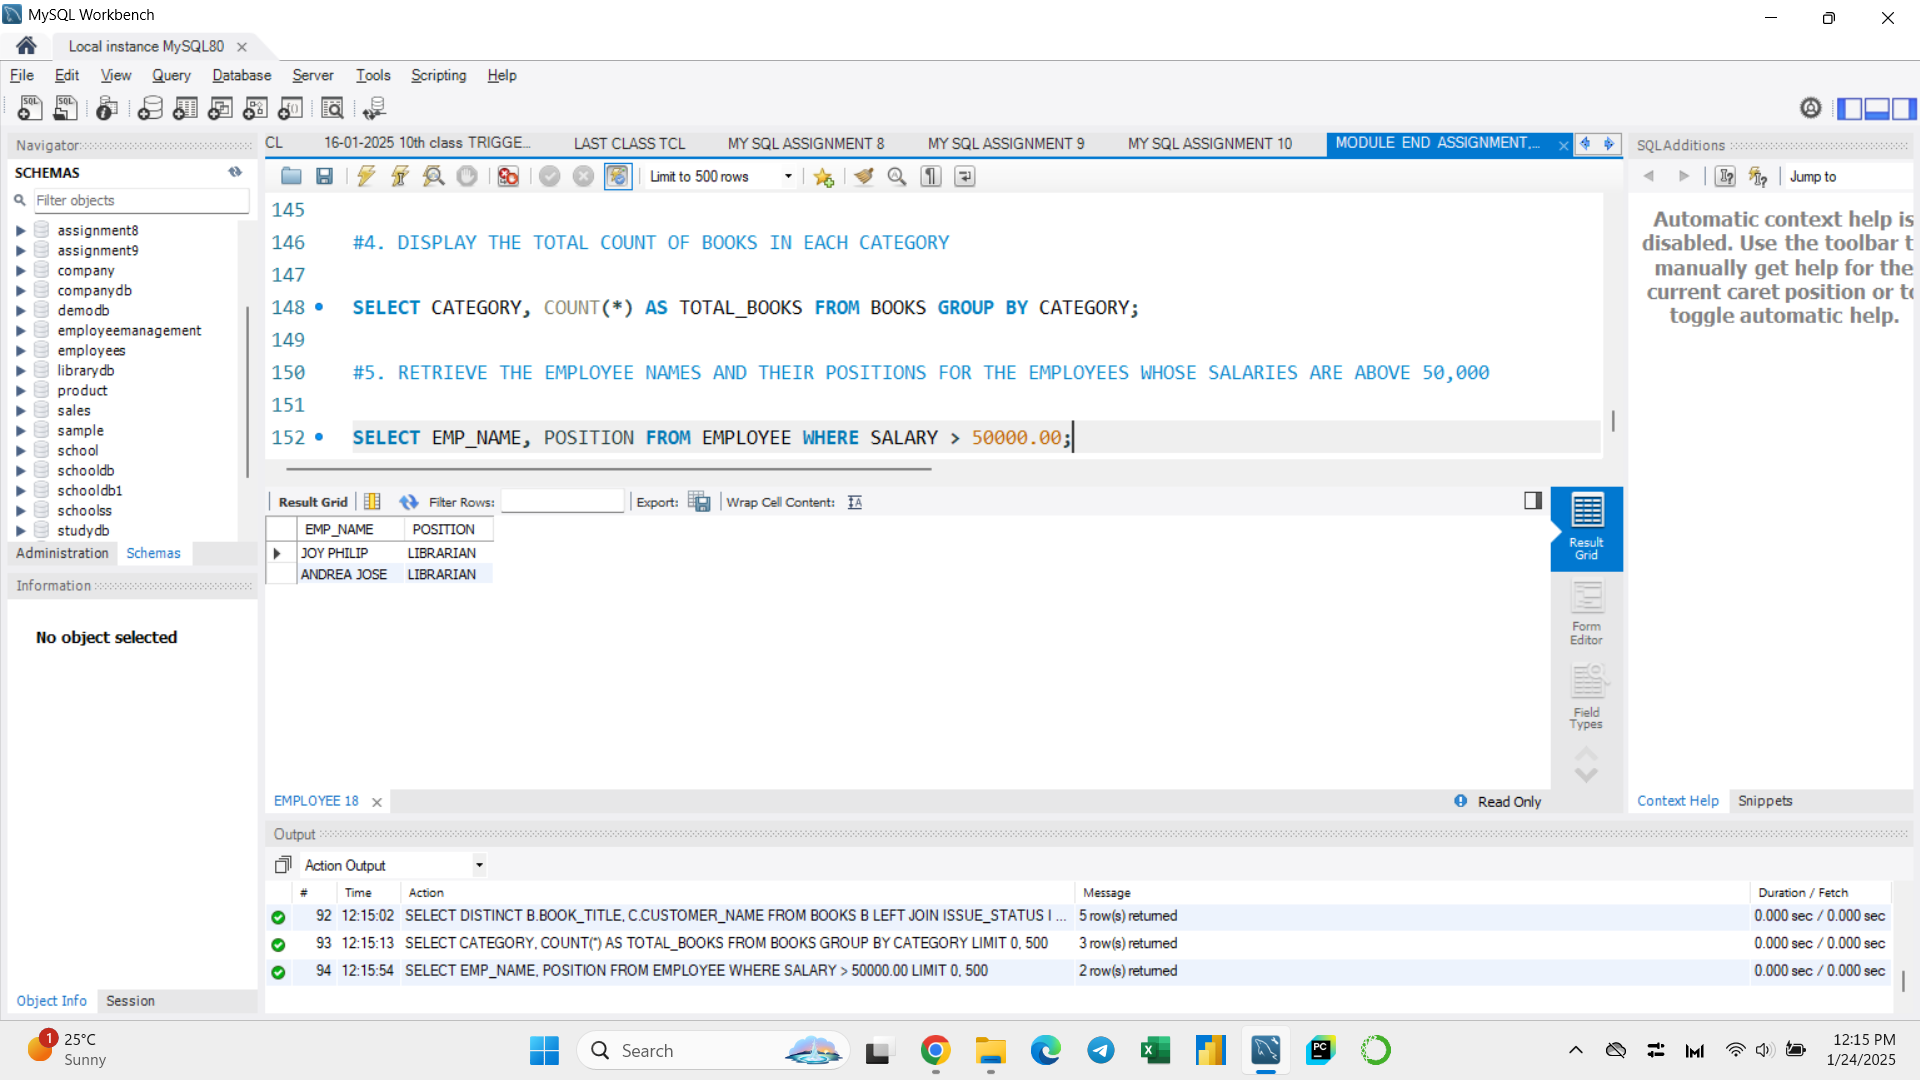 MySQL Workbench
Local instance MySQL80
File Edit View Query Database Server Tools Scripting Help
Navigator
SCHEMAS
Filter objects
assignment8
assignment9
company
companydb
demodb
employeemanagement
employees
librarydb
product
sales
sample
school
schooldb
schooldb1
schoolss
studydb
Administration Schemas
Information
No object selected
Object Info Session
CL 16-01-2025 10th class TRIGGE... LAST CLASS TCL MY SQL ASSIGNMENT 8 MY SQL ASSIGNMENT 9 MY SQL ASSIGNMENT 10 MODULE END ASSIGNMENT,...
Limit to 500 rows
145
146 #4. DISPLAY THE TOTAL COUNT OF BOOKS IN EACH CATEGORY
147
148 SELECT CATEGORY, COUNT(*) AS TOTAL_BOOKS FROM BOOKS GROUP BY CATEGORY;
149
150 #5. RETRIEVE THE EMPLOYEE NAMES AND THEIR POSITIONS FOR THE EMPLOYEES WHOSE SALARIES ARE ABOVE 50,000
151
152 SELECT EMP_NAME, POSITION FROM EMPLOYEE WHERE SALARY > 50000.00;
Result Grid Filter Rows: Export: Wrap Cell Content:
EMP_NAME POSITION
JOY PHILIP LIBRARIAN
ANDREA JOSE LIBRARIAN
Result
Grid
Form
Editor
Field
Types
EMPLOYEE 18
Read Only
SQLAdditions
Jump to
Automatic context help is
disabled. Use the toolbar t
manually get help for the
current caret position or to
toggle automatic help.
Context Help Snippets
Output
Action Output
# Time Action Message Duration / Fetch
92 12:15:02 SELECT DISTINCT B.BOOK_TITLE, C.CUSTOMER_NAME FROM BOOKS B LEFT JOIN ISSUE_STATUS I ... 5 row(s) returned 0.000 sec / 0.000 sec
93 12:15:13 SELECT CATEGORY, COUNT(*) AS TOTAL_BOOKS FROM BOOKS GROUP BY CATEGORY LIMIT 0, 500 3 row(s) returned 0.000 sec / 0.000 sec
94 12:15:54 SELECT EMP_NAME, POSITION FROM EMPLOYEE WHERE SALARY > 50000.00 LIMIT 0, 500 2 row(s) returned 0.000 sec / 0.000 sec
1
25°C
Sunny
Search
PC
12:15 PM
1/24/2025